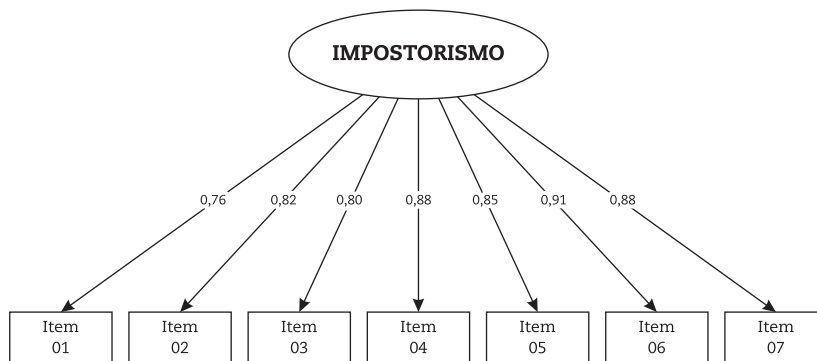 IMPOSTORISMO
0,76 0,82 0,80 0,88 0,85 0,91 0,88
Item Item Item Item Item Item Item
01 02 03 04 05 06 07